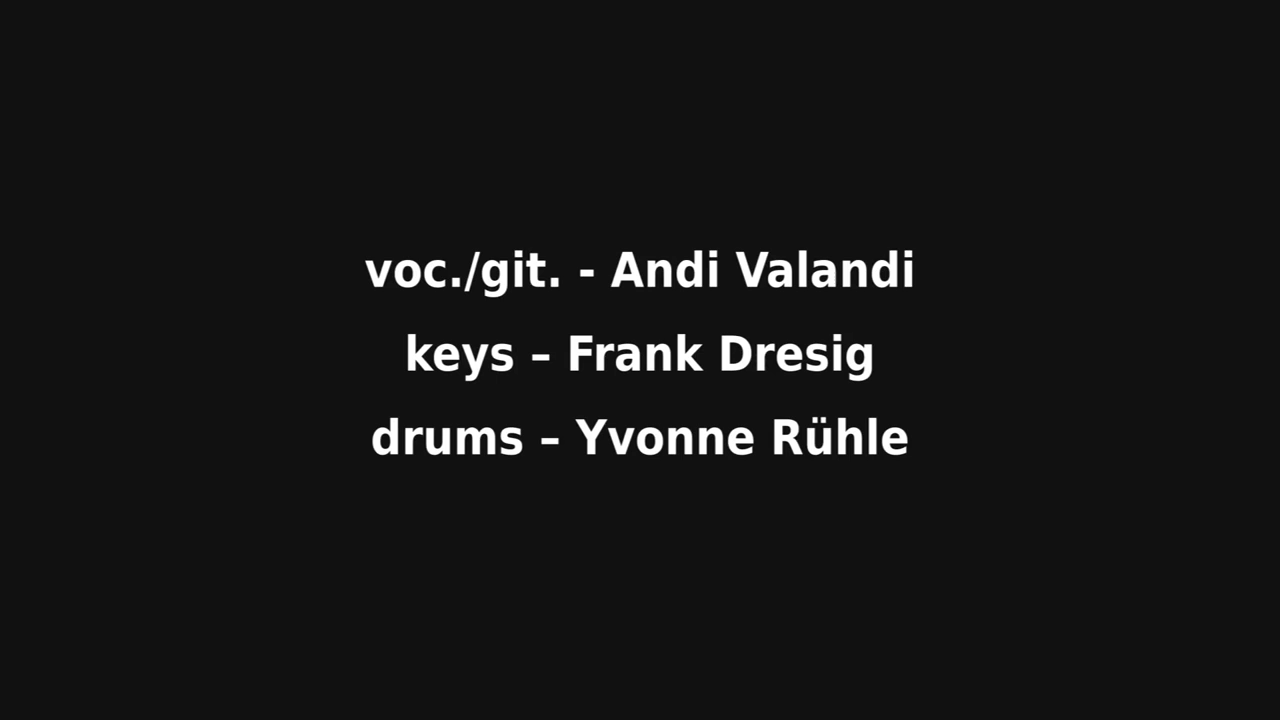 voc./git. - Andi Valandi
keys – Frank Dresig
drums – Yvonne Rühle